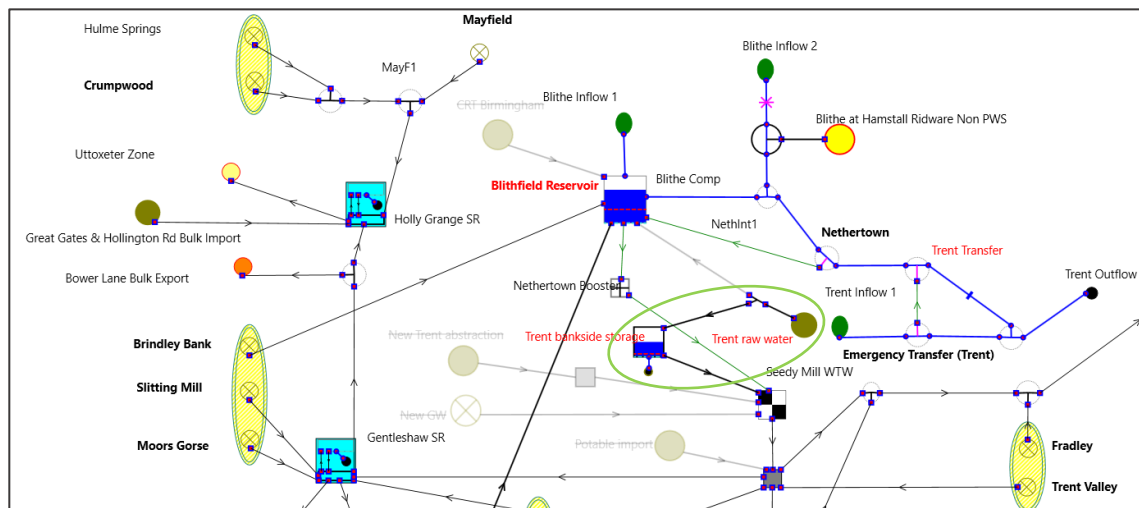 Hulme Springs
Mayfield
Blithe Inflow 2
MayF1
Crumpwood
CRT Birmingham
Blithe Inflow 1
Blithe at Hamstall Ridware Non PWS
Uttoxeter Zone
Blithfield Reservoir
Blithe Comp
Holly Grange SR
NethInt1
Nethertown
Great Gates & Hollington Rd Bulk Import
Trent Transfer
Bower Lane Bulk Export
Trent Outflow
Nethertown Booster
Trent Inflow 1
New Trent abstraction
Trent bankside storage
Trent raw water
Brindley Bank
Emergency Transfer (Trent)
Seedy Mill WTW
Slitting Mill
New GW
Moors Gorse
Gentleshaw SR
Potable import
Fradley
Trent Valley